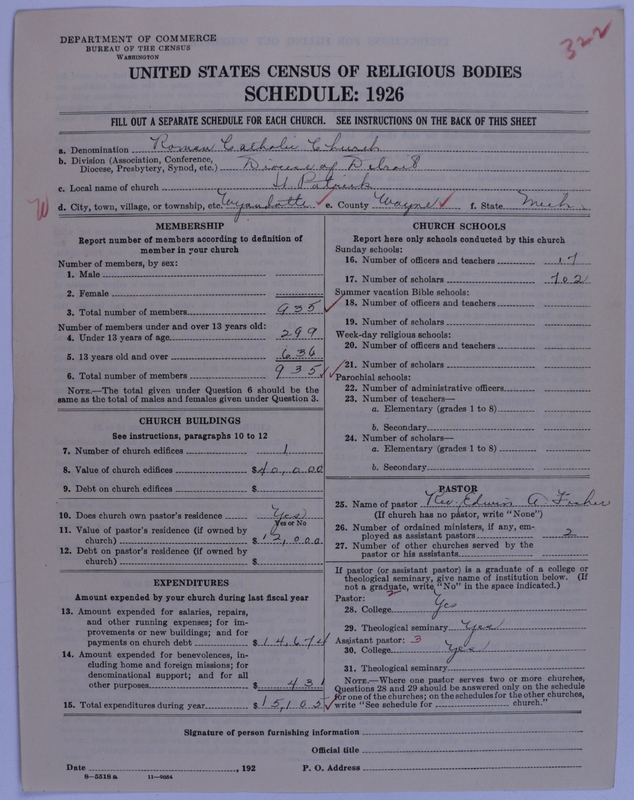 DEPARTMENT OF COMMERCE
BUREAU OF THE CENSUS
WASHINGTON
322
UNITED STATES CENSUS OF RELIGIOUS BODIES
SCHEDULE: 1926
FILL OUT A SEPARATE SCHEDULE FOR EACH CHURCH. SEE INSTRUCTIONS ON THE BACK OF THIS SHEET
a. Denomination Roman Catholic Church
b. Division (Association, Conference, Diocese, Presbytery, Synod, etc.) Diocese of Detroit
c. Local name of church St Patrick
d. City, town, village, or township, etc. Wyandotte e. County Wayne f. State Mich.
MEMBERSHIP
Report number of members according to definition of
member in your church
Number of members, by sex:
1. Male
2. Female
3. Total number of members 935
Number of members under and over 13 years old:
4. Under 13 years of age 299
5. 13 years old and over 636
6. Total number of members 935
NOTE.—The total given under Question 6 should be the
same as the total of males and females given under Question 3.
CHURCH BUILDINGS
See instructions, paragraphs 10 to 12
7. Number of church edifices 1
8. Value of church edifices $40,000
9. Debt on church edifices $
10. Does church own pastor's residence Yes
Yes or No
11. Value of pastor's residence (if owned by
church) $12,000
12. Debt on pastor's residence (if owned by
church) $
EXPENDITURES
Amount expended by your church during last fiscal year
13. Amount expended for salaries, repairs,
and other running expenses; for im-
provements or new buildings; and for
payments on church debt $14,674
14. Amount expended for benevolences, in-
cluding home and foreign missions; for
denominational support; and for all
other purposes $431
15. Total expenditures during year $15,105
CHURCH SCHOOLS
Report here only schools conducted by this church
Sunday schools:
16. Number of officers and teachers 17
17. Number of scholars 702
Summer vacation Bible schools:
18. Number of officers and teachers
19. Number of scholars
Week-day religious schools:
20. Number of officers and teachers
21. Number of scholars
Parochial schools:
22. Number of administrative officers
23. Number of teachers—
a. Elementary (grades 1 to 8)
b. Secondary
24. Number of scholars—
a. Elementary (grades 1 to 8)
b. Secondary
PASTOR
25. Name of pastor Rev. Edwin A Fisher
(If church has no pastor, write "None")
26. Number of ordained ministers, if any, em-
ployed as assistant pastors 2
27. Number of other churches served by the
pastor or his assistants
If pastor (or assistant pastor) is a graduate of a college or
theological seminary, give name of institution below. (If
not a graduate, write "No" in the space indicated.)
Pastor: 2
28. College Yes
29. Theological seminary Yes
Assistant pastor: 3
30. College Yes
31. Theological seminary
NOTE.—Where one pastor serves two or more churches,
Questions 28 and 29 should be answered only on the schedule
for one of the churches; on the schedules for the other churches,
write "See schedule for church."
Signature of person furnishing information
Official title
Date , 192 P. O. Address
8—5518 a 11—9054